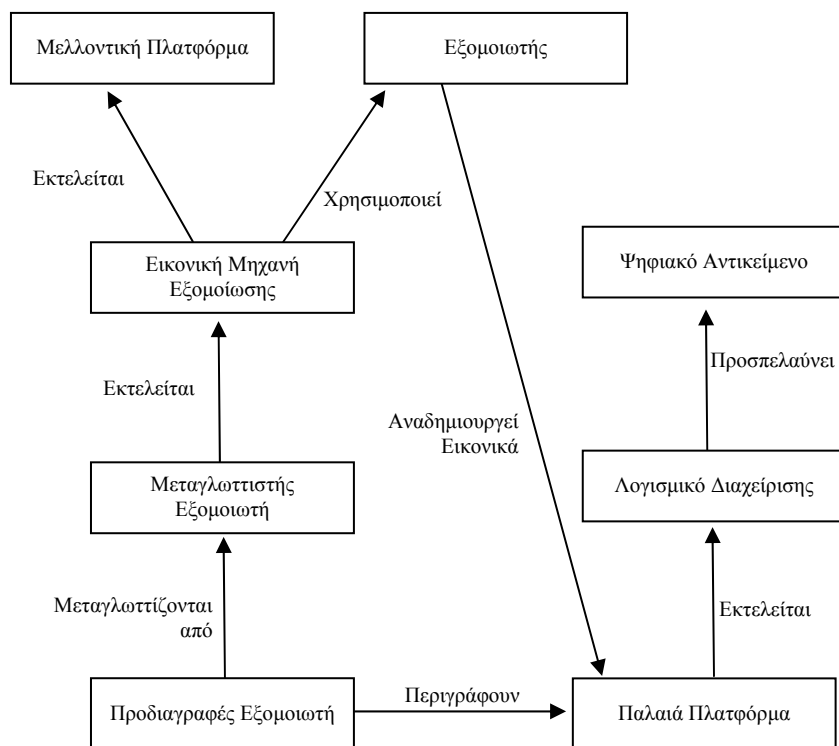 Μελλοντική Πλατφόρμα
Εξομοιωτής
Εκτελείται
Χρησιμοποιεί
Εικονική Μηχανή
Εξομοίωσης
Ψηφιακό Αντικείμενο
Προσπελαύνει
Εκτελείται
Αναδημιουργεί
Εικονικά
Μεταγλωττιστής
Εξομοιωτή
Λογισμικό Διαχείρισης
Μεταγλωττίζονται
από
Εκτελείται
Περιγράφουν
Προδιαγραφές Εξομοιωτή
Παλαιά Πλατφόρμα